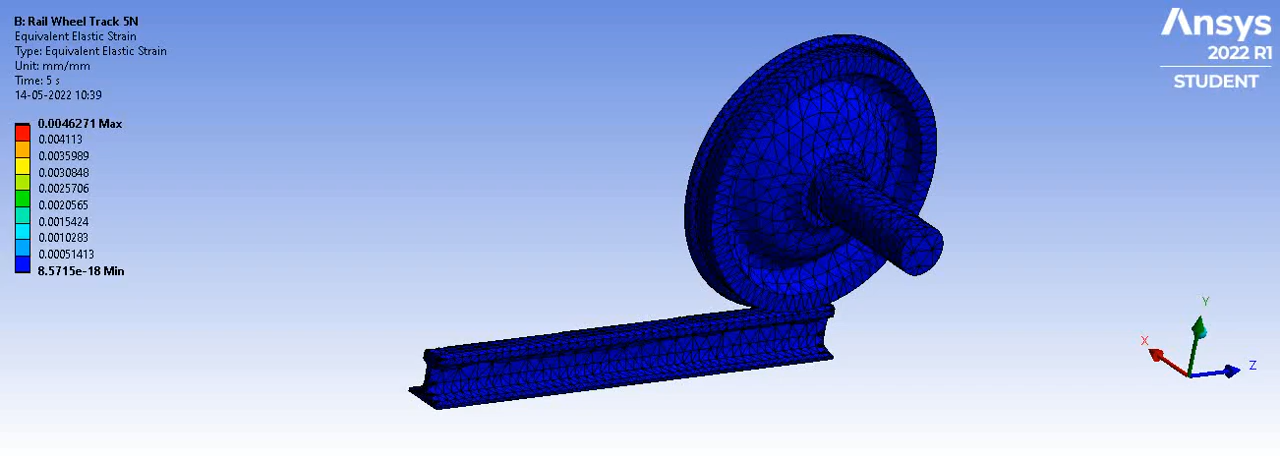 B: Rail Wheel Track 5N
Equivalent Elastic Strain
Type: Equivalent Elastic Strain
Unit: mm/mm
Time: 5 s
14-05-2022 10:39
0.0046271 Max
0.004113
0.0035989
0.0030848
0.0025706
0.0020565
0.0015424
0.0010283
0.00051413
8.5715e-18 Min
Ansys
2022 R1
STUDENT
Y
X
Z